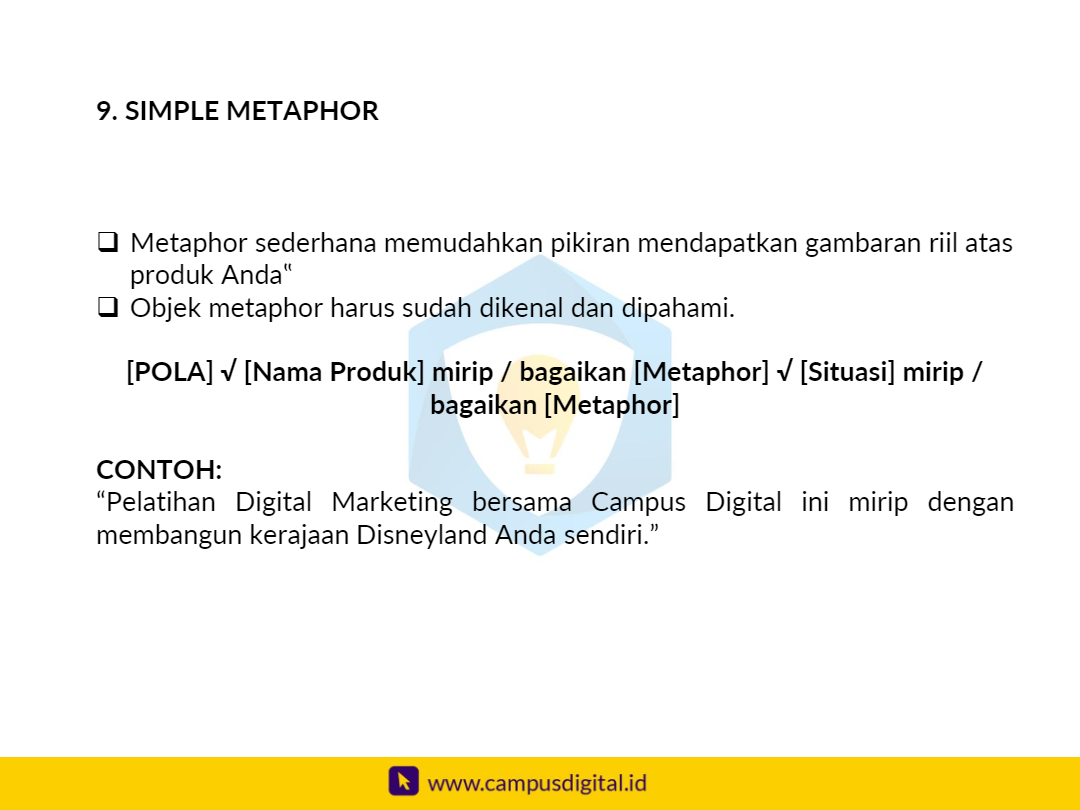 9. SIMPLE METAPHOR
❑ Metaphor sederhana memudahkan pikiran mendapatkan gambaran riil atas
produk Anda‟
❑ Objek metaphor harus sudah dikenal dan dipahami.
[POLA] √ [Nama Produk] mirip / bagaikan [Metaphor] √ [Situasi] mirip /
bagaikan [Metaphor]
CONTOH:
“Pelatihan Digital Marketing bersama Campus Digital ini mirip dengan
membangun kerajaan Disneyland Anda sendiri.”
www.campusdigital.id